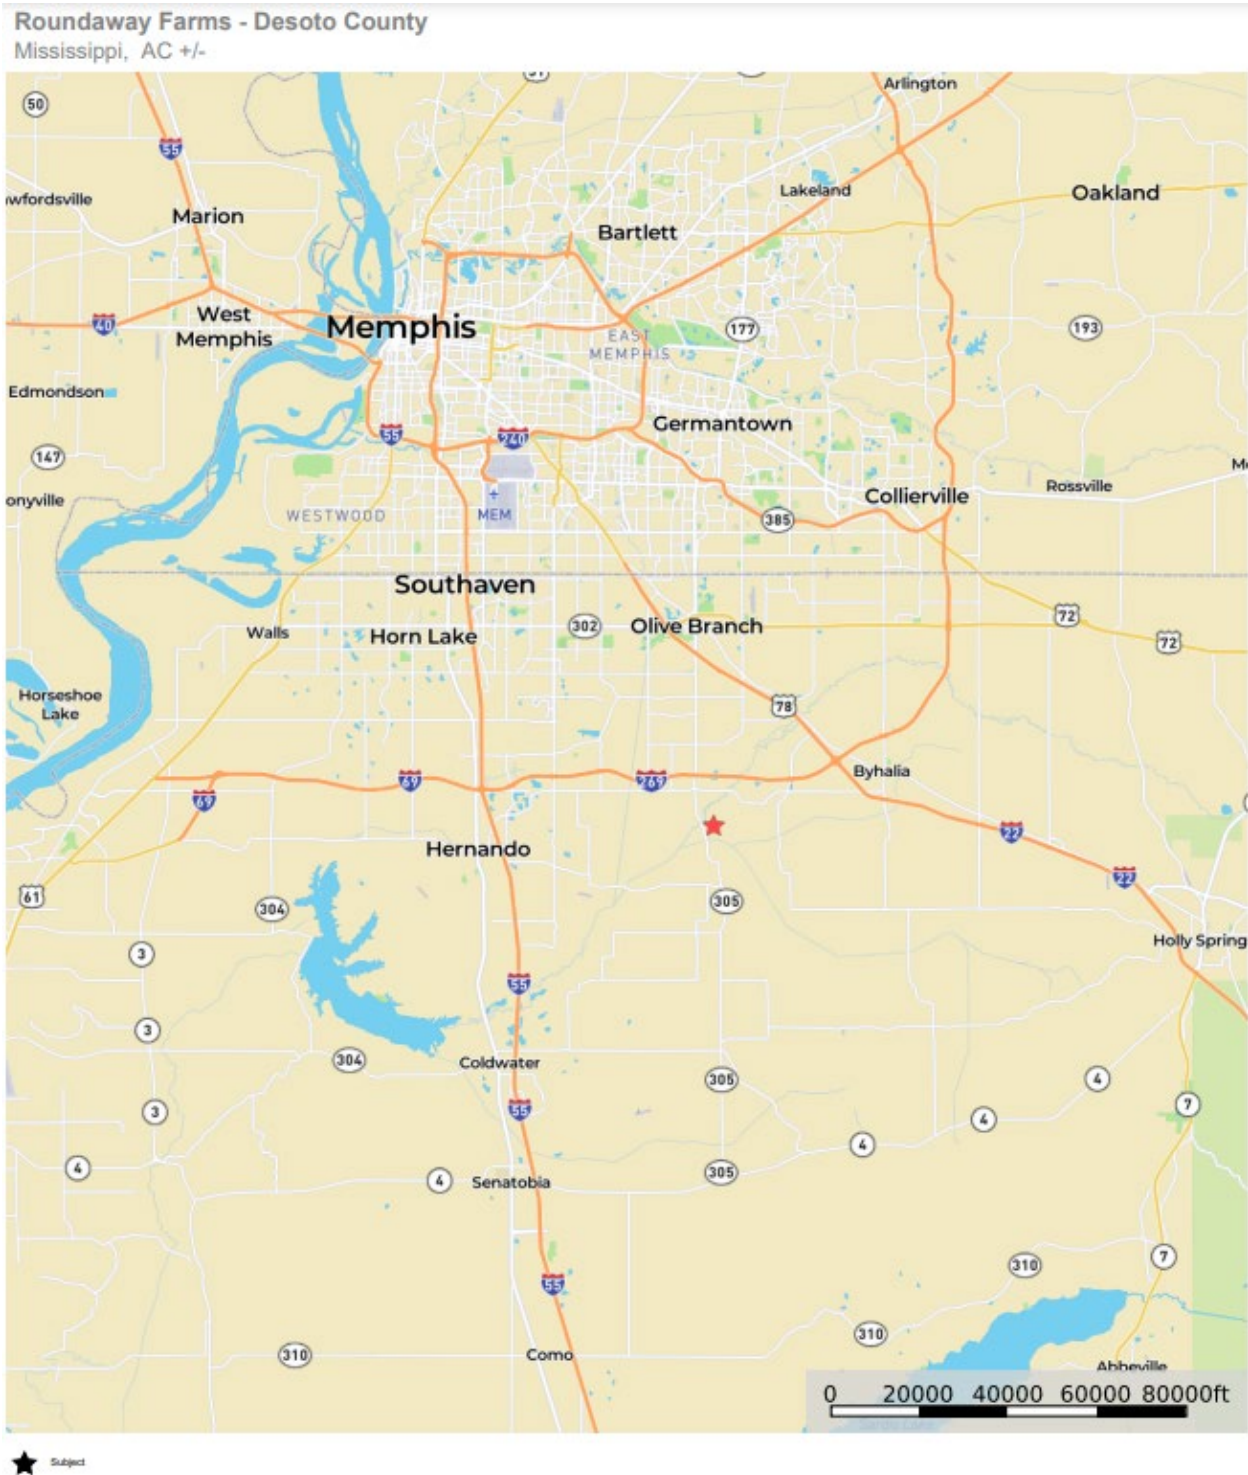 Roundaway Farms - Desoto County
Mississippi, AC +/-
Arlington
50
55
Lakeland
Oakland
wfordsville
Marion
Bartlett
West
Memphis
Memphis
40
177
193
EAST
MEMPHIS
Edmondson
Germantown
55
240
147
Rossville
onyville
Collierville
WESTWOOD
MEM
385
Southaven
72
Walls
Horn Lake
302
Olive Branch
72
Horseshoe
Lake
78
69
69
269
Byhalia
22
Hernando
22
61
304
305
3
Holly Spring
55
3
304
Coldwater
305
4
3
55
4
7
4
4
305
4
Senatobia
7
310
55
310
310
Como
Abbeville
0 20000 40000 60000 80000ft
Subject